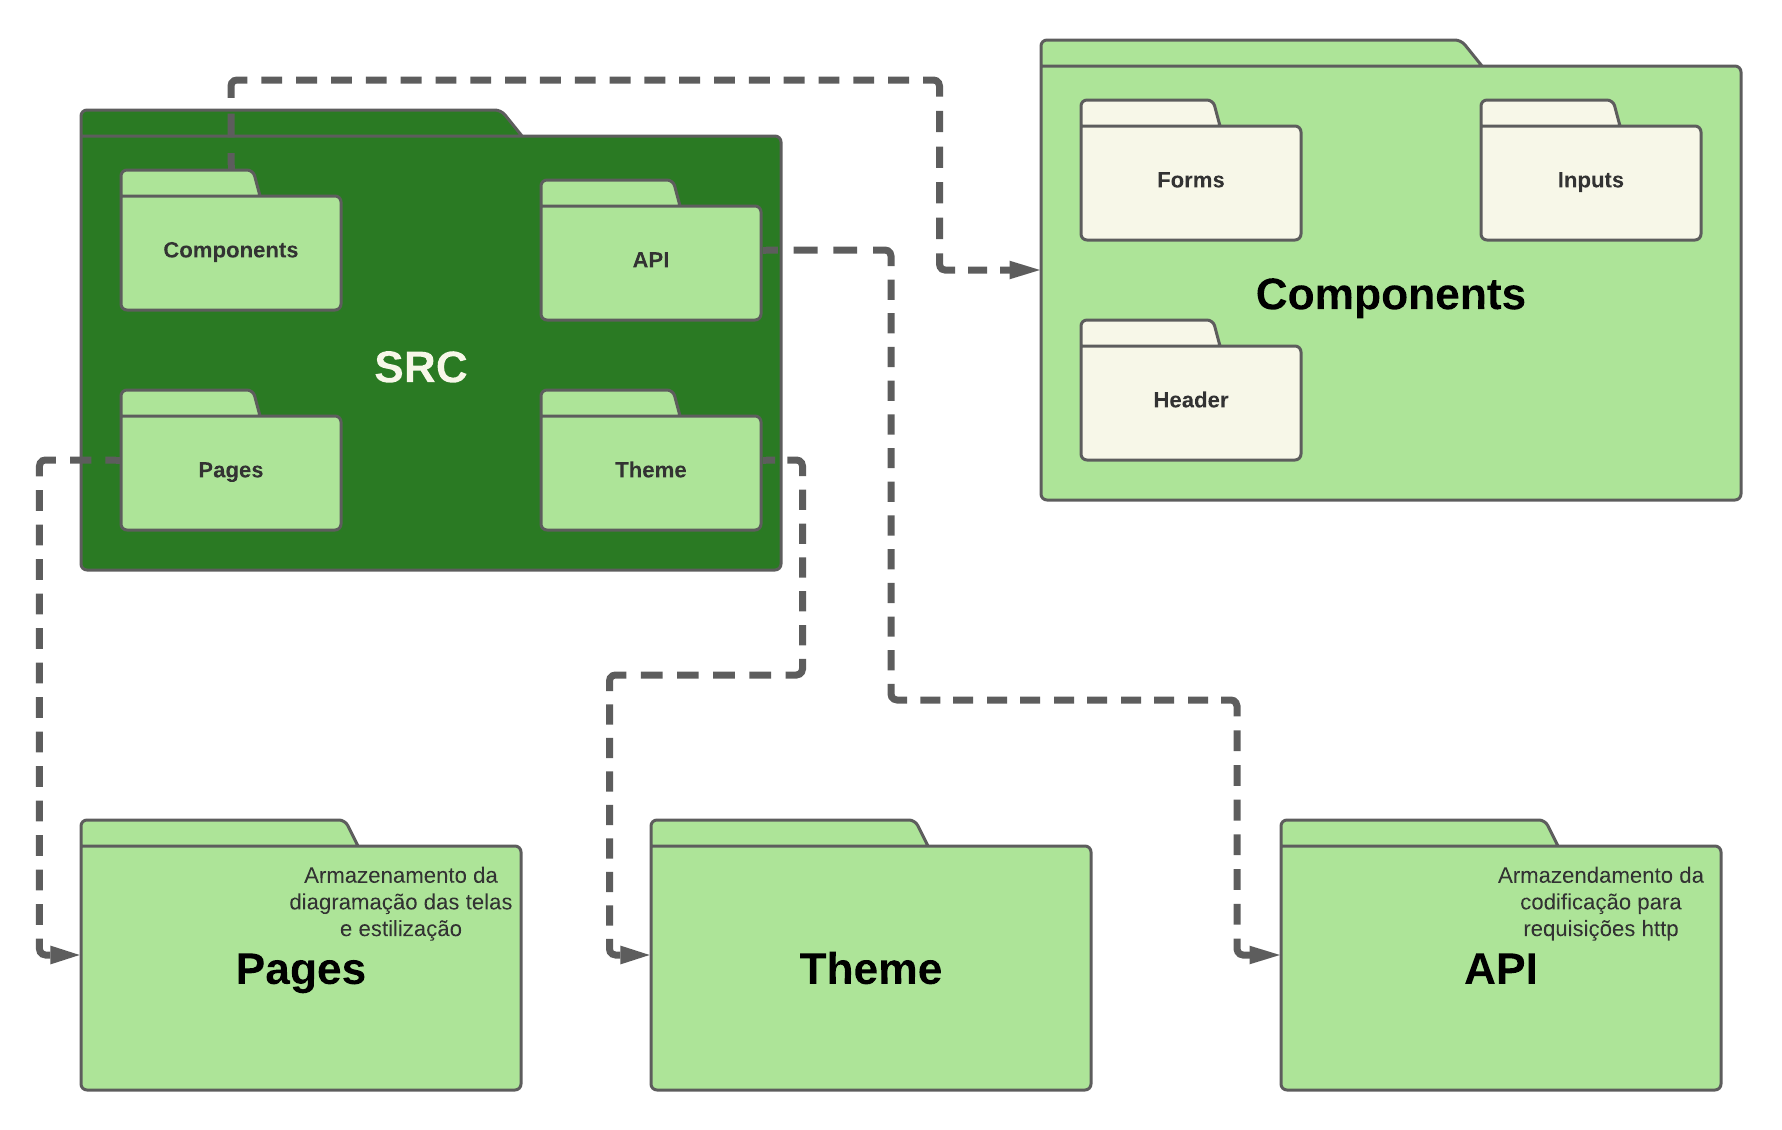 Components
API
SRC
Pages
Theme
Forms
Inputs
Components
Header
Armazenamento da
diagramação das telas
e estilização
Pages
Theme
Armazendamento da
codificação para
requisições http
API